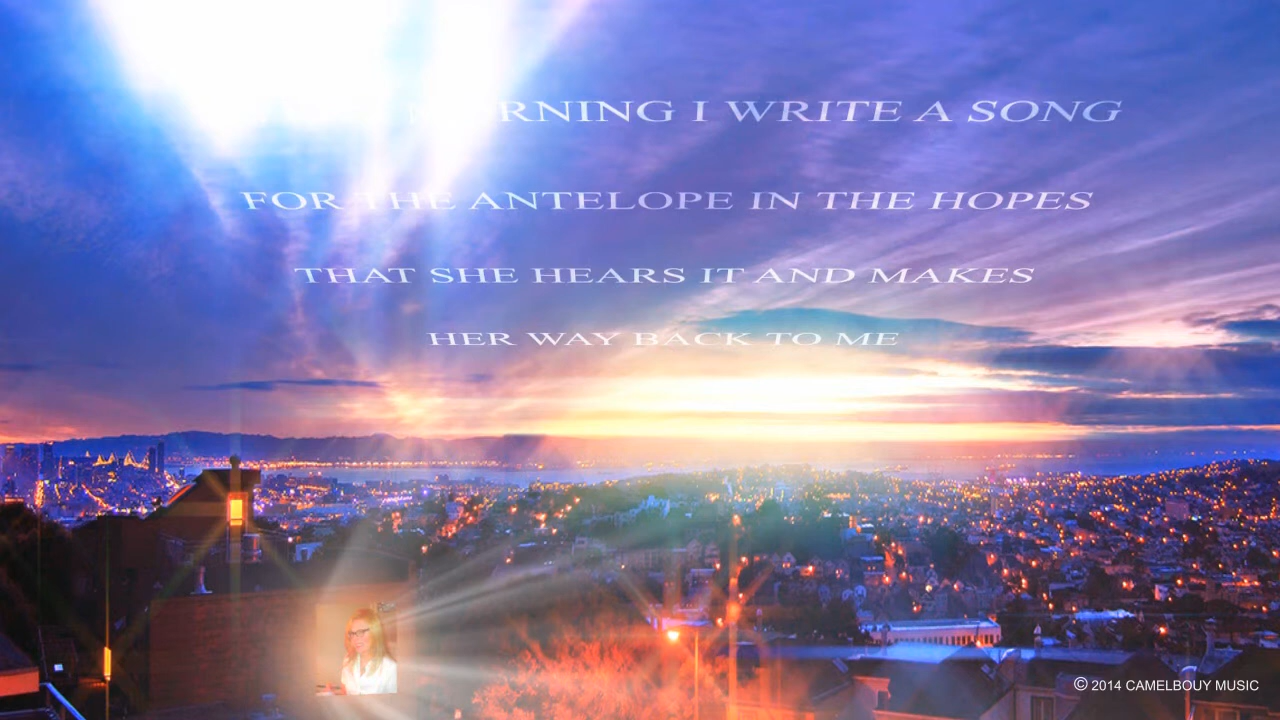 MORNING I WRITE A SONG
FOR THE ANTELOPE IN THE HOPES
THAT SHE HEARS IT AND MAKES
HER WAY BACK TO ME
© 2014 CAMELBOUY MUSIC